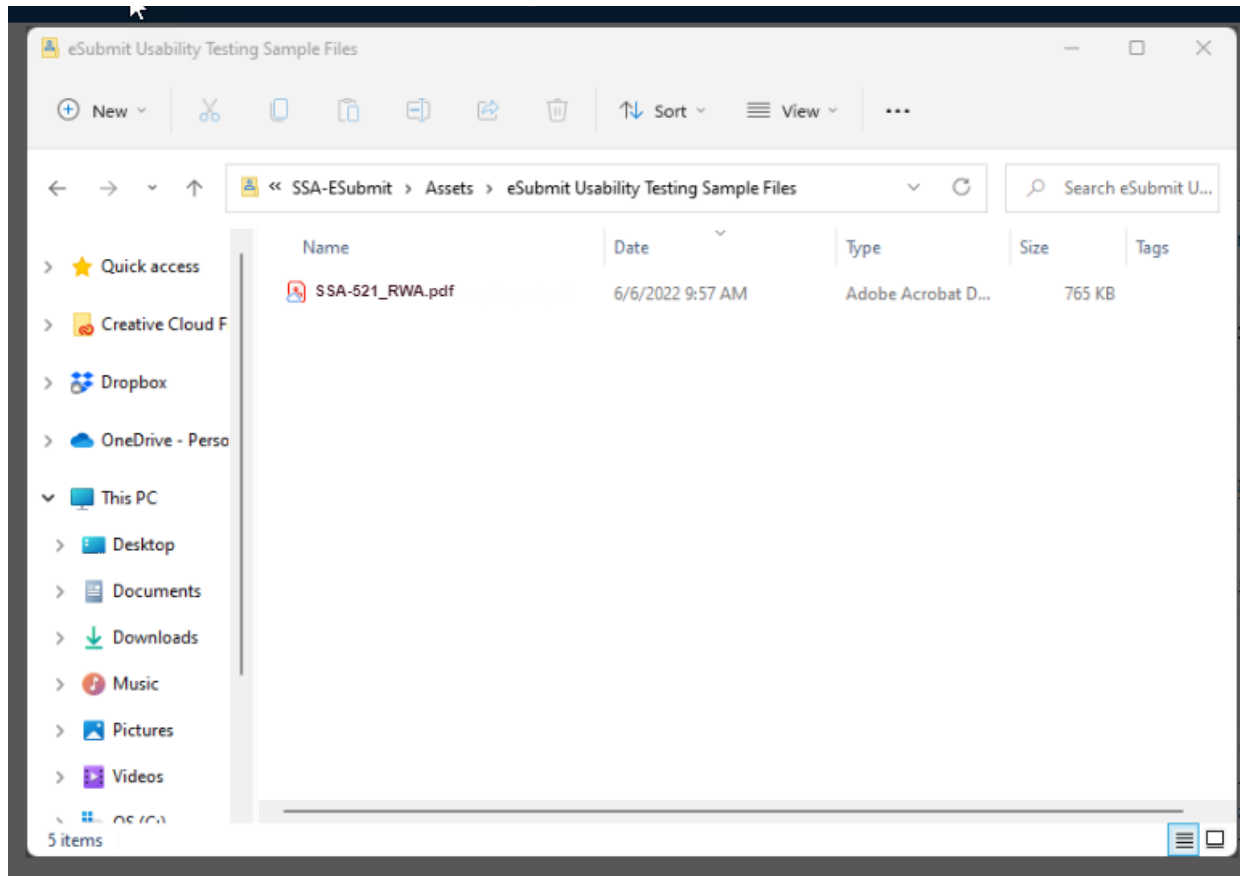 eSubmit Usability Testing Sample Files
New Sort View
« SSA-ESubmit > Assets > eSubmit Usability Testing Sample Files Search eSubmit U...
Name Date Type Size Tags
Quick access
SSA-521_RWA.pdf 6/6/2022 9:57 AM Adobe Acrobat D... 765 KB
Creative Cloud F
Dropbox
OneDrive - Perso
This PC
Desktop
Documents
Downloads
Music
Pictures
Videos
OS (C:)
5 items